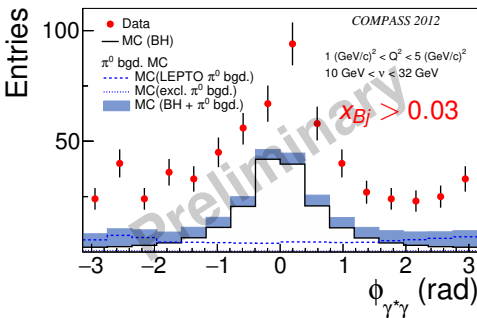 Entries
100
50
Data
MC (BH)
π⁰ bgd. MC
MC(LEPTO π⁰ bgd.)
MC(excl. π⁰ bgd.)
MC (BH + π⁰ bgd.)
COMPASS 2012
1 (GeV/c)² < Q² < 5 (GeV/c)²
10 GeV < ν < 32 GeV
x_Bj > 0.03
Preliminary
−3 −2 −1 0 1 2 3
ϕ_γ*γ (rad)